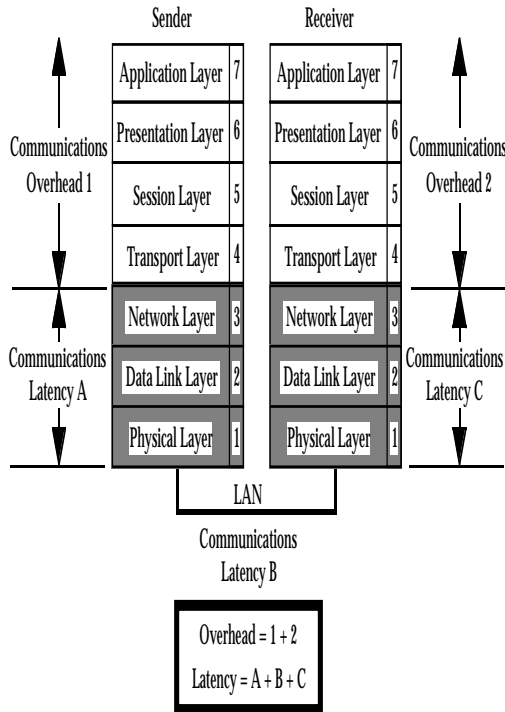 Sender
Receiver
Application Layer 7
Application Layer 7
Presentation Layer 6
Presentation Layer 6
Communications
Overhead 1
Communications
Overhead 2
Session Layer 5
Session Layer 5
Transport Layer 4
Transport Layer 4
Network Layer 3
Network Layer 3
Communications
Latency A
Communications
Latency C
Data Link Layer 2
Data Link Layer 2
Physical Layer 1
Physical Layer 1
LAN
Communications
Latency B
Overhead = 1 + 2
Latency = A + B + C